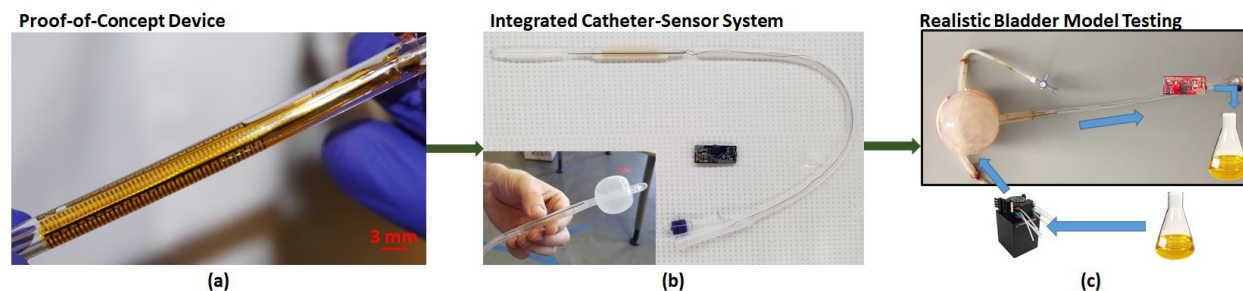 Proof-of-Concept Device
Integrated Catheter-Sensor System
Realistic Bladder Model Testing
3 mm
(a)
(b)
(c)